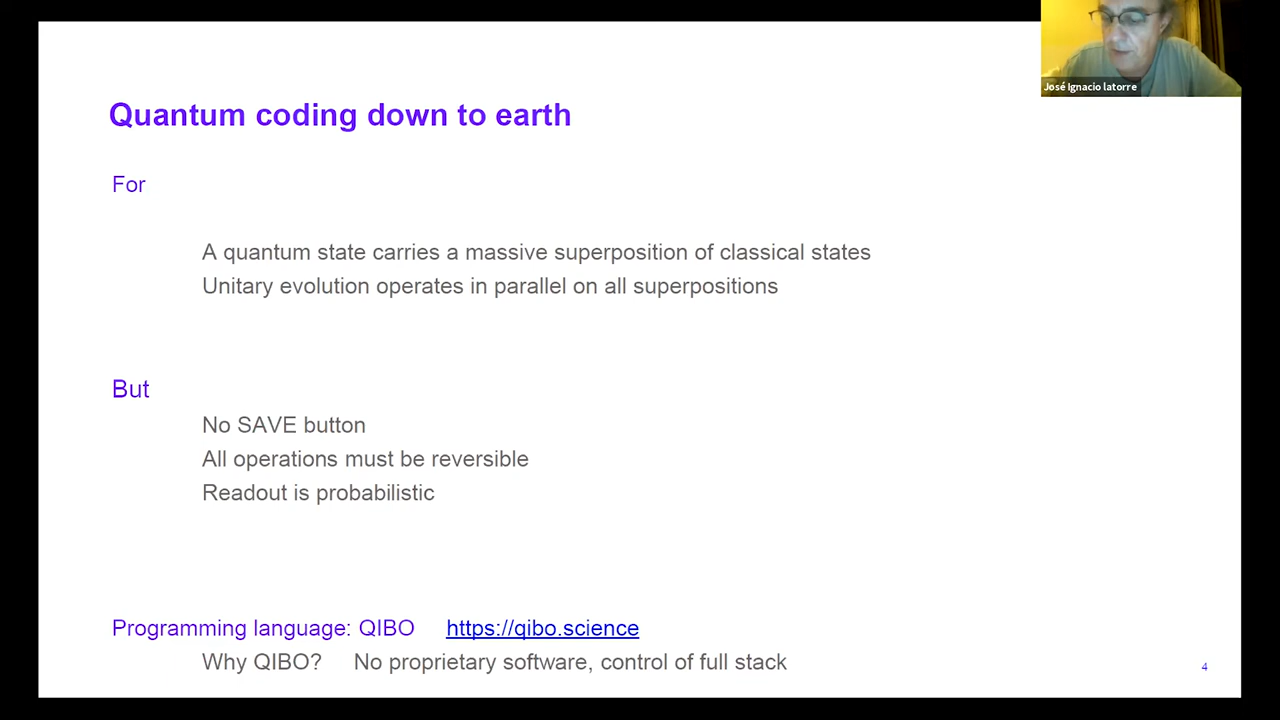 José Ignacio latorre
Quantum coding down to earth
For
A quantum state carries a massive superposition of classical states
Unitary evolution operates in parallel on all superpositions
But
No SAVE button
All operations must be reversible
Readout is probabilistic
Programming language: QIBO https://qibo.science
Why QIBO? No proprietary software, control of full stack
4